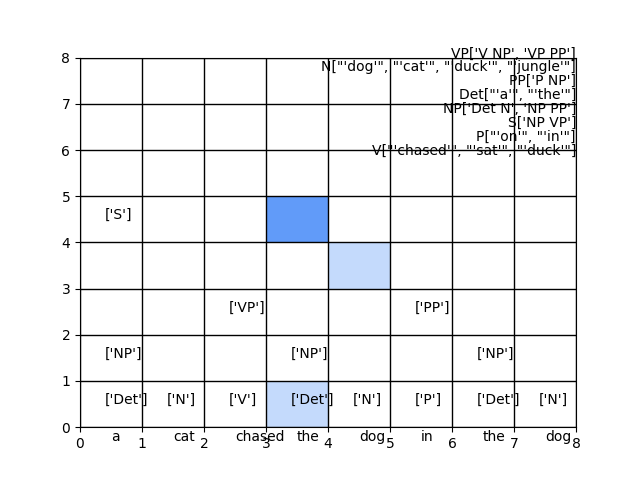 VP['V NP', 'VP PP']
8
N["'dog'", "'cat'", "'duck'", "'jungle'"]
PP['P NP']
Det["'a'", "'the'"]
7
NP['Det N', 'NP PP']
S['NP VP']
P["'on'", "'in'"]
6
V["'chased'", "'sat'", "'duck'"]
5
['S']
4
3
['VP'] ['PP']
2
['NP'] ['NP'] ['NP']
1
['Det'] ['N'] ['V'] ['Det'] ['N'] ['P'] ['Det'] ['N']
0
a cat chased the dog in the dog
0 1 2 3 4 5 6 7 8